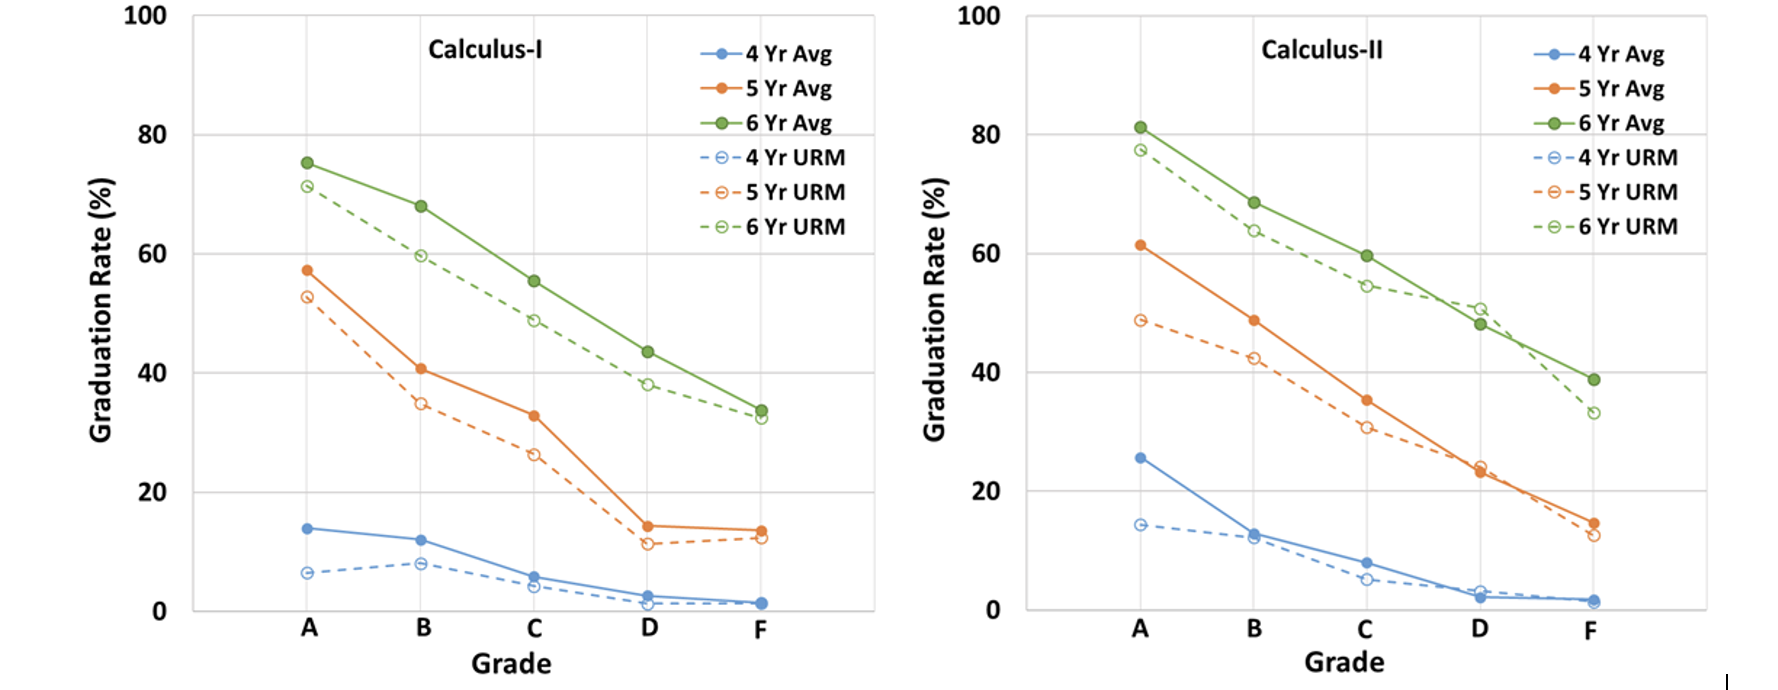 Calculus-I
Graduation Rate (%)
100
80
60
40
20
0
4 Yr Avg
5 Yr Avg
6 Yr Avg
4 Yr URM
5 Yr URM
6 Yr URM
A B C D F
Grade
Calculus-II
Graduation Rate (%)
100
80
60
40
20
0
4 Yr Avg
5 Yr Avg
6 Yr Avg
4 Yr URM
5 Yr URM
6 Yr URM
A B C D F
Grade